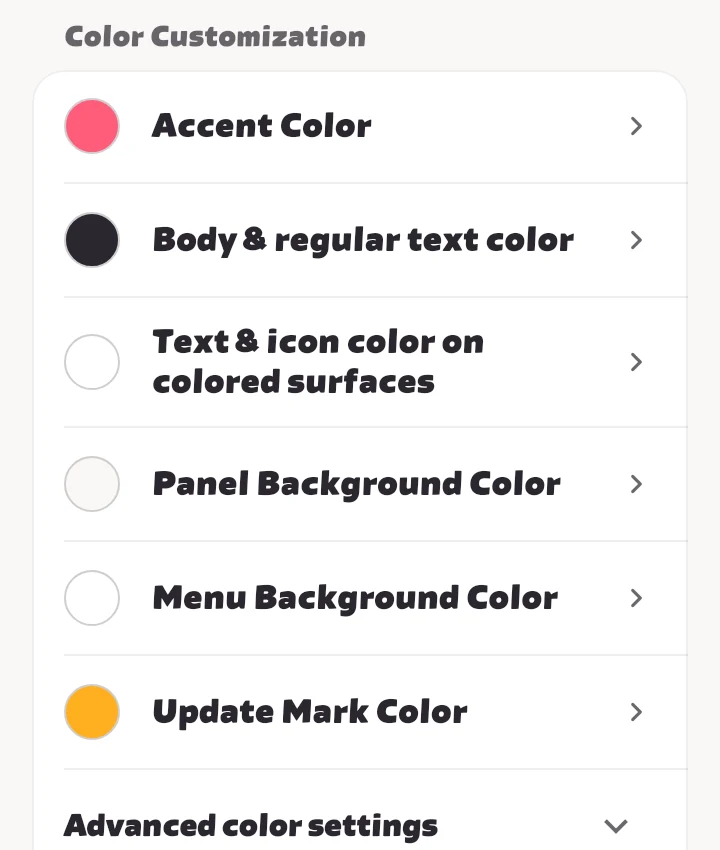 Color Customization
Accent Color
Body & regular text color
Text & icon color on
colored surfaces
Panel Background Color
Menu Background Color
Update Mark Color
Advanced color settings